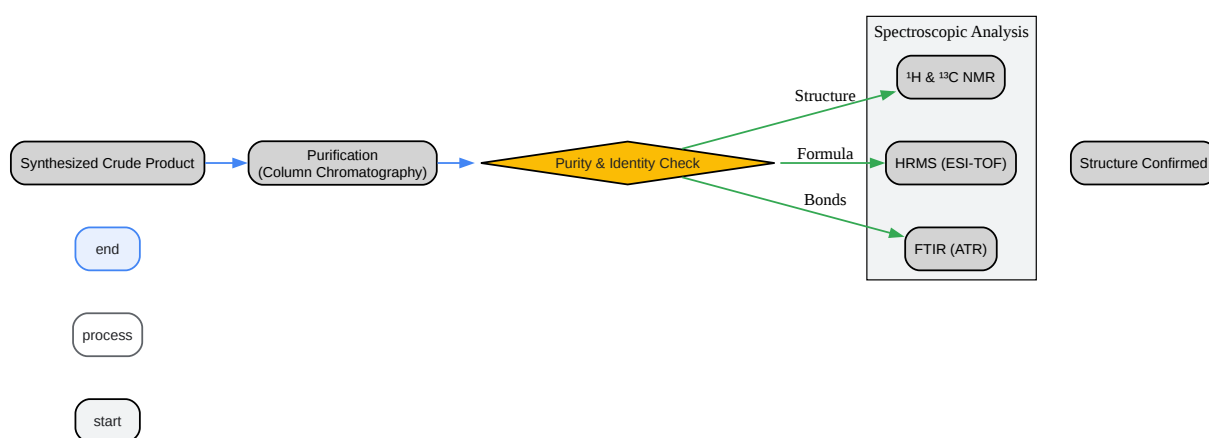 Spectroscopic Analysis
¹H & ¹³C NMR
Structure
Synthesized Crude Product
Purification
(Column Chromatography)
Purity & Identity Check
Formula
HRMS (ESI-TOF)
Structure Confirmed
Bonds
FTIR (ATR)
end
process
start